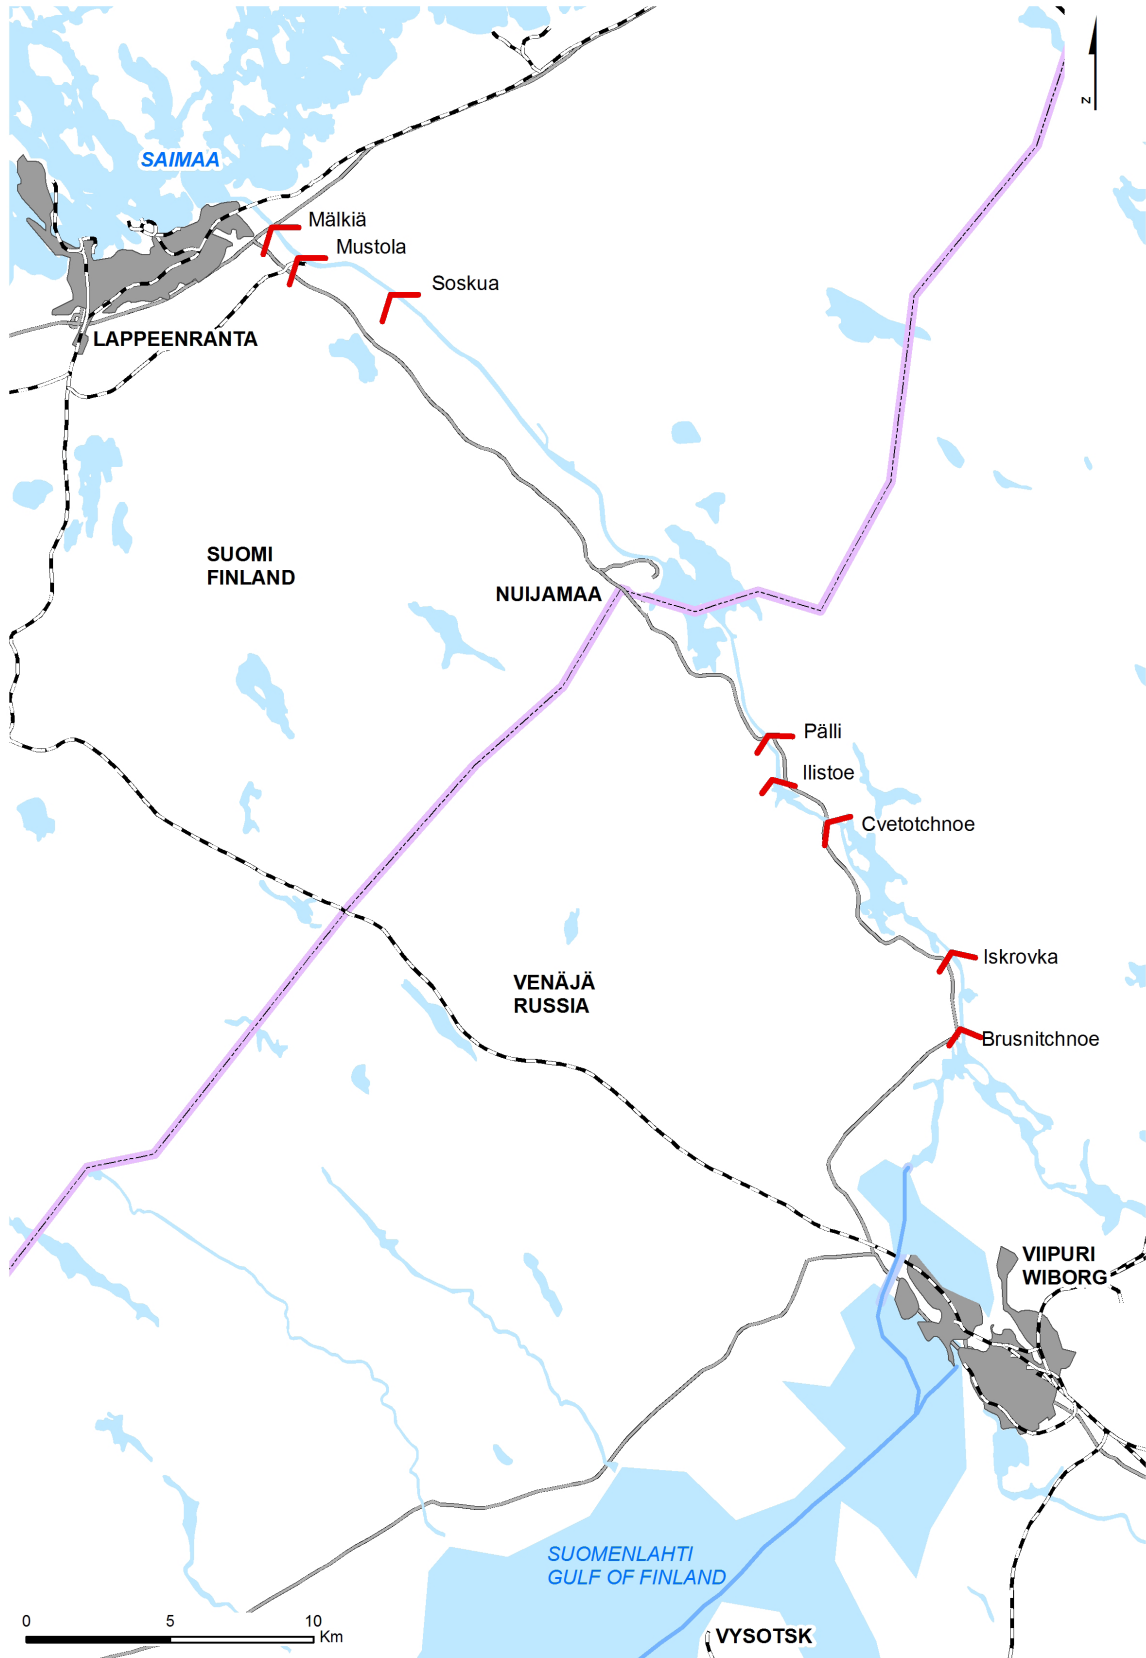 N
SAIMAA
Mälkiä
Mustola
Soskua
LAPPEENRANTA
SUOMI
FINLAND
NUIJAMAA
Pälli
Ilistoe
Cvetotchnoe
Iskrovka
VENÄJÄ
RUSSIA
Brusnitchnoe
VIIPURI
WIBORG
SUOMENLAHTI
GULF OF FINLAND
0 5 10
Km
VYSOTSK